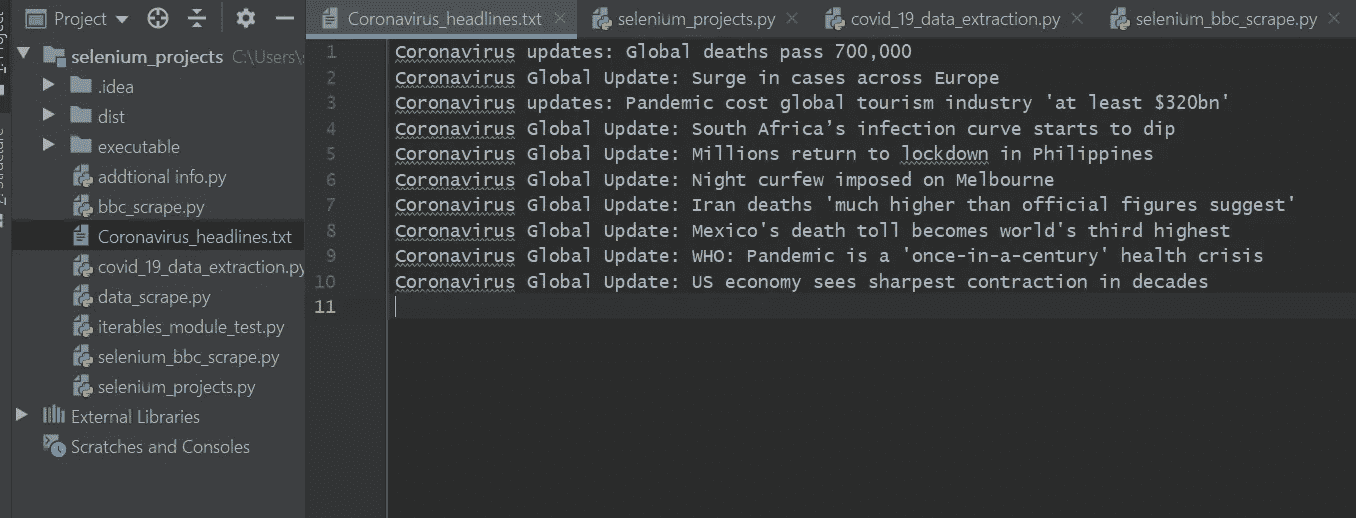 Project
Coronavirus_headlines.txt
selenium_projects.py
covid_19_data_extraction.py
selenium_bbc_scrape.py
selenium_projects C:\Users\
.idea
dist
executable
addtional info.py
bbc_scrape.py
Coronavirus_headlines.txt
covid_19_data_extraction.py
data_scrape.py
iterables_module_test.py
selenium_bbc_scrape.py
selenium_projects.py
External Libraries
Scratches and Consoles
1 Coronavirus updates: Global deaths pass 700,000
2 Coronavirus Global Update: Surge in cases across Europe
3 Coronavirus updates: Pandemic cost global tourism industry 'at least $320bn'
4 Coronavirus Global Update: South Africa’s infection curve starts to dip
5 Coronavirus Global Update: Millions return to lockdown in Philippines
6 Coronavirus Global Update: Night curfew imposed on Melbourne
7 Coronavirus Global Update: Iran deaths 'much higher than official figures suggest'
8 Coronavirus Global Update: Mexico's death toll becomes world's third highest
9 Coronavirus Global Update: WHO: Pandemic is a 'once-in-a-century' health crisis
10 Coronavirus Global Update: US economy sees sharpest contraction in decades
11